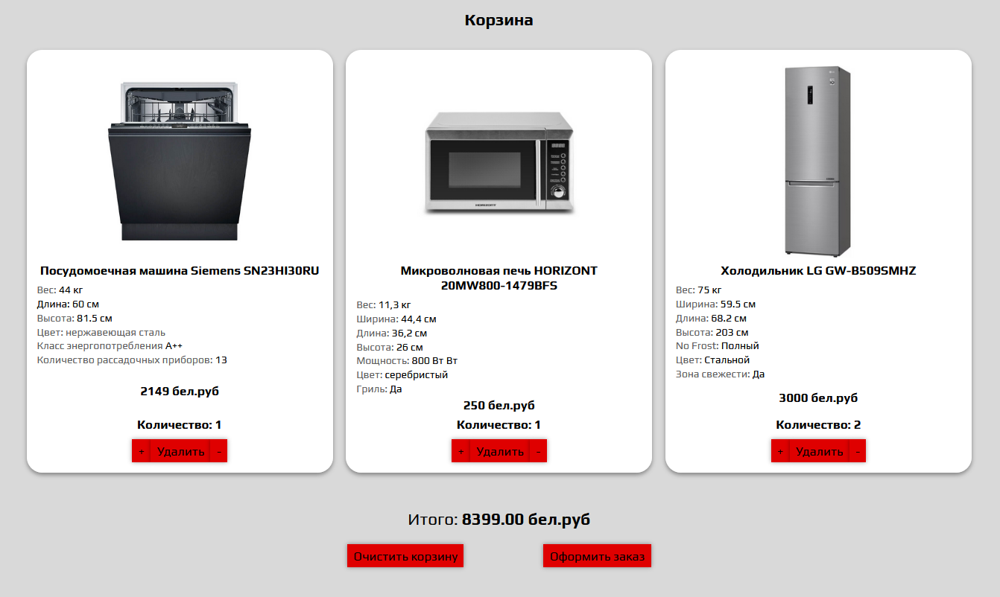 Корзина
Посудомоечная машина Siemens SN23HI30RU
Вес: 44 кг
Длина: 60 см
Высота: 81.5 см
Цвет: нержавеющая сталь
Класс энергопотребления A++
Количество рассадочных приборов: 13
2149 бел.руб
Количество: 1
+ Удалить -
HORIZONT
Микроволновая печь HORIZONT
20MW800-1479BFS
Вес: 11,3 кг
Ширина: 44,4 см
Длина: 36,2 см
Высота: 26 см
Мощность: 800 Вт Вт
Цвет: серебристый
Гриль: Да
250 бел.руб
Количество: 1
+ Удалить -
Холодильник LG GW-B509SMHZ
Вес: 75 кг
Ширина: 59.5 см
Длина: 68.2 см
Высота: 203 см
No Frost: Полный
Цвет: Стальной
Зона свежести: Да
3000 бел.руб
Количество: 2
+ Удалить -
Итого: 8399.00 бел.руб
Очистить корзину
Оформить заказ